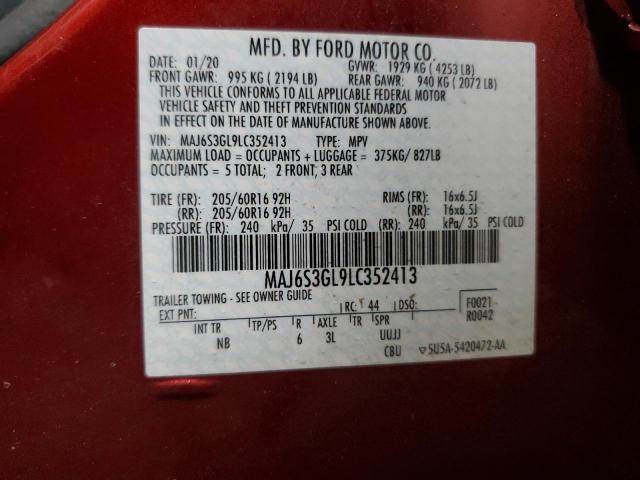 MFD. BY FORD MOTOR CO.
DATE: 01/20 GVWR: 1929 KG ( 4253 LB)
FRONT GAWR: 995 KG ( 2194 LB) REAR GAWR: 940 KG ( 2072 LB)
THIS VEHICLE CONFORMS TO ALL APPLICABLE FEDERAL MOTOR
VEHICLE SAFETY AND THEFT PREVENTION STANDARDS
IN EFFECT ON THE DATE OF MANUFACTURE SHOWN ABOVE.
VIN: MAJ6S3GL9LC352413 TYPE: MPV
MAXIMUM LOAD = OCCUPANTS + LUGGAGE = 375KG/ 827LB
OCCUPANTS = 5 TOTAL; 2 FRONT; 3 REAR
TIRE (FR): 205/60R16 92H RIMS (FR): 16x6.5J
(RR): 205/60R16 92H (RR): 16x6.5J
PRESSURE (FR): 240 kPa/ 35 PSI COLD (RR): 240 kPa/ 35 PSI COLD
MAJ6S3GL9LC352413
TRAILER TOWING - SEE OWNER GUIDE
EXT PNT: RC: 44 DSO: F0021
R0042
INT TR TP/PS R AXLE TR SPR
NB 6 3L UUJJ
CBU 5U5A-5420472-AA